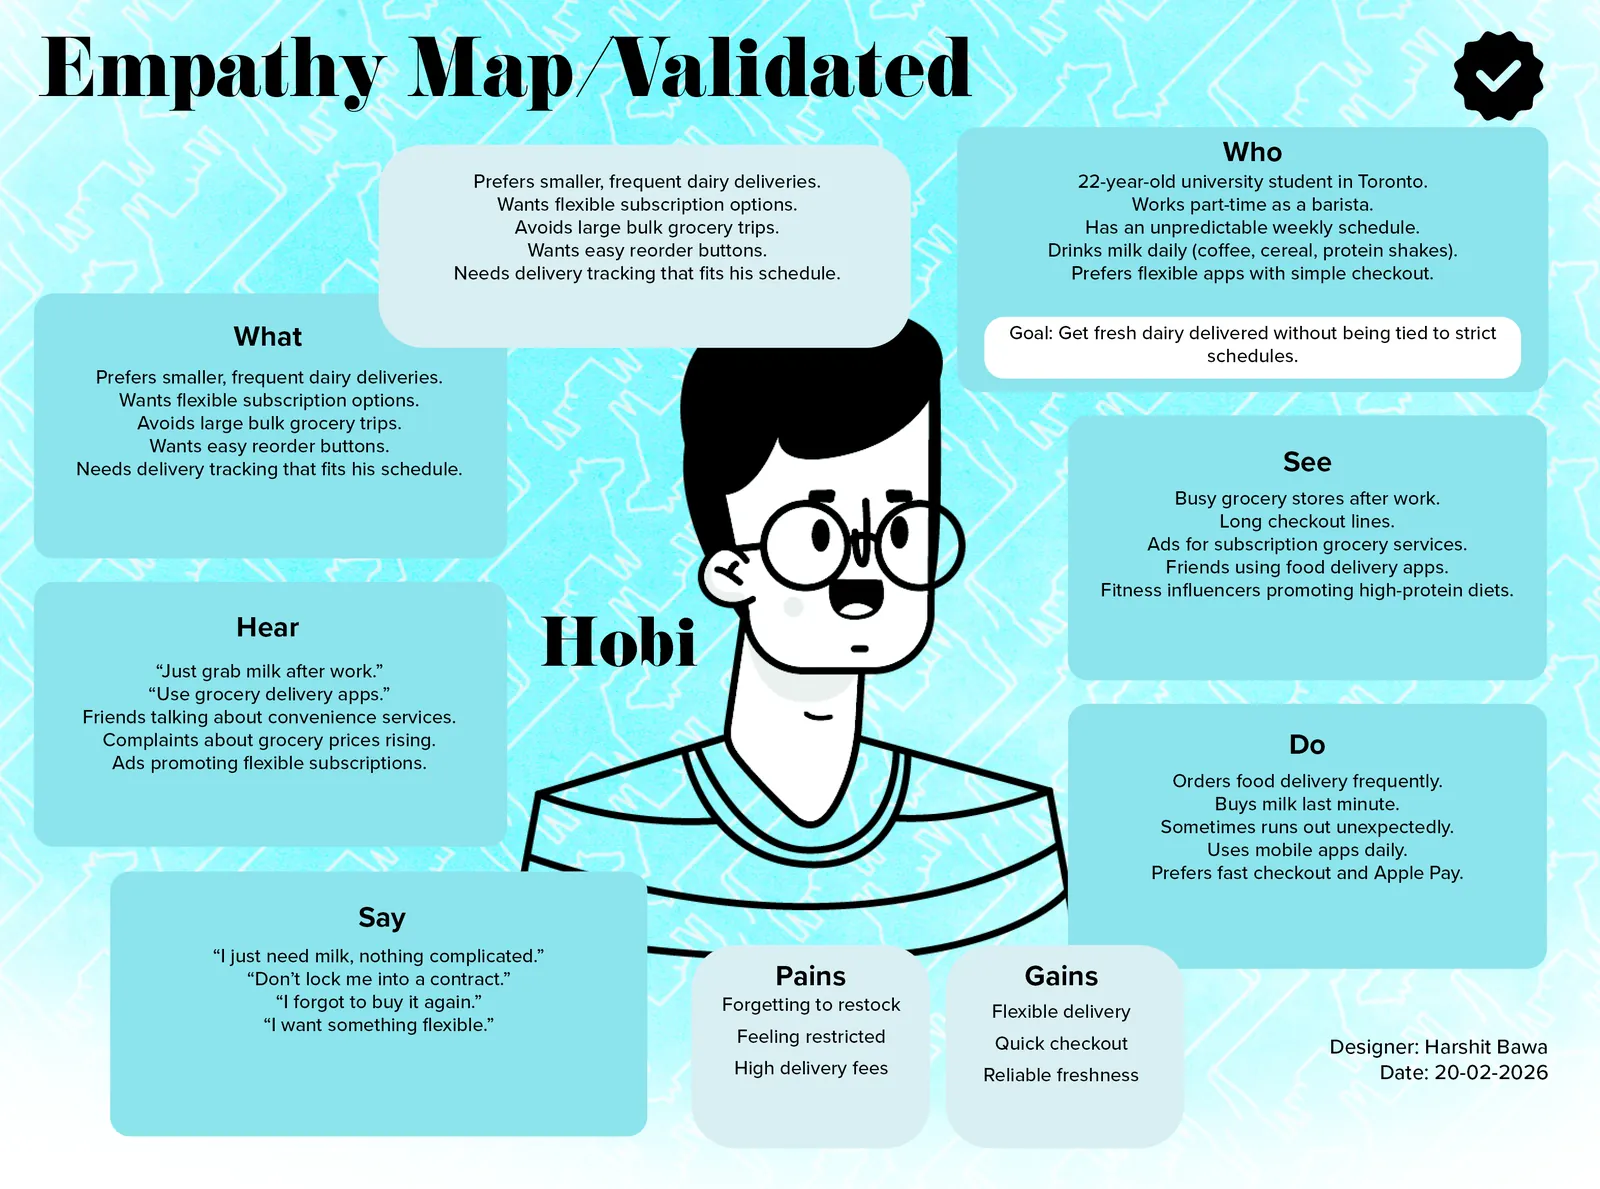 Empathy Map/Validated
Prefers smaller, frequent dairy deliveries.
Wants flexible subscription options.
Avoids large bulk grocery trips.
Wants easy reorder buttons.
Needs delivery tracking that fits his schedule.
Who
22-year-old university student in Toronto.
Works part-time as a barista.
Has an unpredictable weekly schedule.
Drinks milk daily (coffee, cereal, protein shakes).
Prefers flexible apps with simple checkout.
Goal: Get fresh dairy delivered without being tied to strict
schedules.
What
Prefers smaller, frequent dairy deliveries.
Wants flexible subscription options.
Avoids large bulk grocery trips.
Wants easy reorder buttons.
Needs delivery tracking that fits his schedule.
See
Busy grocery stores after work.
Long checkout lines.
Ads for subscription grocery services.
Friends using food delivery apps.
Fitness influencers promoting high-protein diets.
Hear
“Just grab milk after work.”
“Use grocery delivery apps.”
Friends talking about convenience services.
Complaints about grocery prices rising.
Ads promoting flexible subscriptions.
Hobi
Do
Orders food delivery frequently.
Buys milk last minute.
Sometimes runs out unexpectedly.
Uses mobile apps daily.
Prefers fast checkout and Apple Pay.
Say
“I just need milk, nothing complicated.”
“Don’t lock me into a contract.”
“I forgot to buy it again.”
“I want something flexible.”
Pains
Forgetting to restock
Feeling restricted
High delivery fees
Gains
Flexible delivery
Quick checkout
Reliable freshness
Designer: Harshit Bawa
Date: 20-02-2026